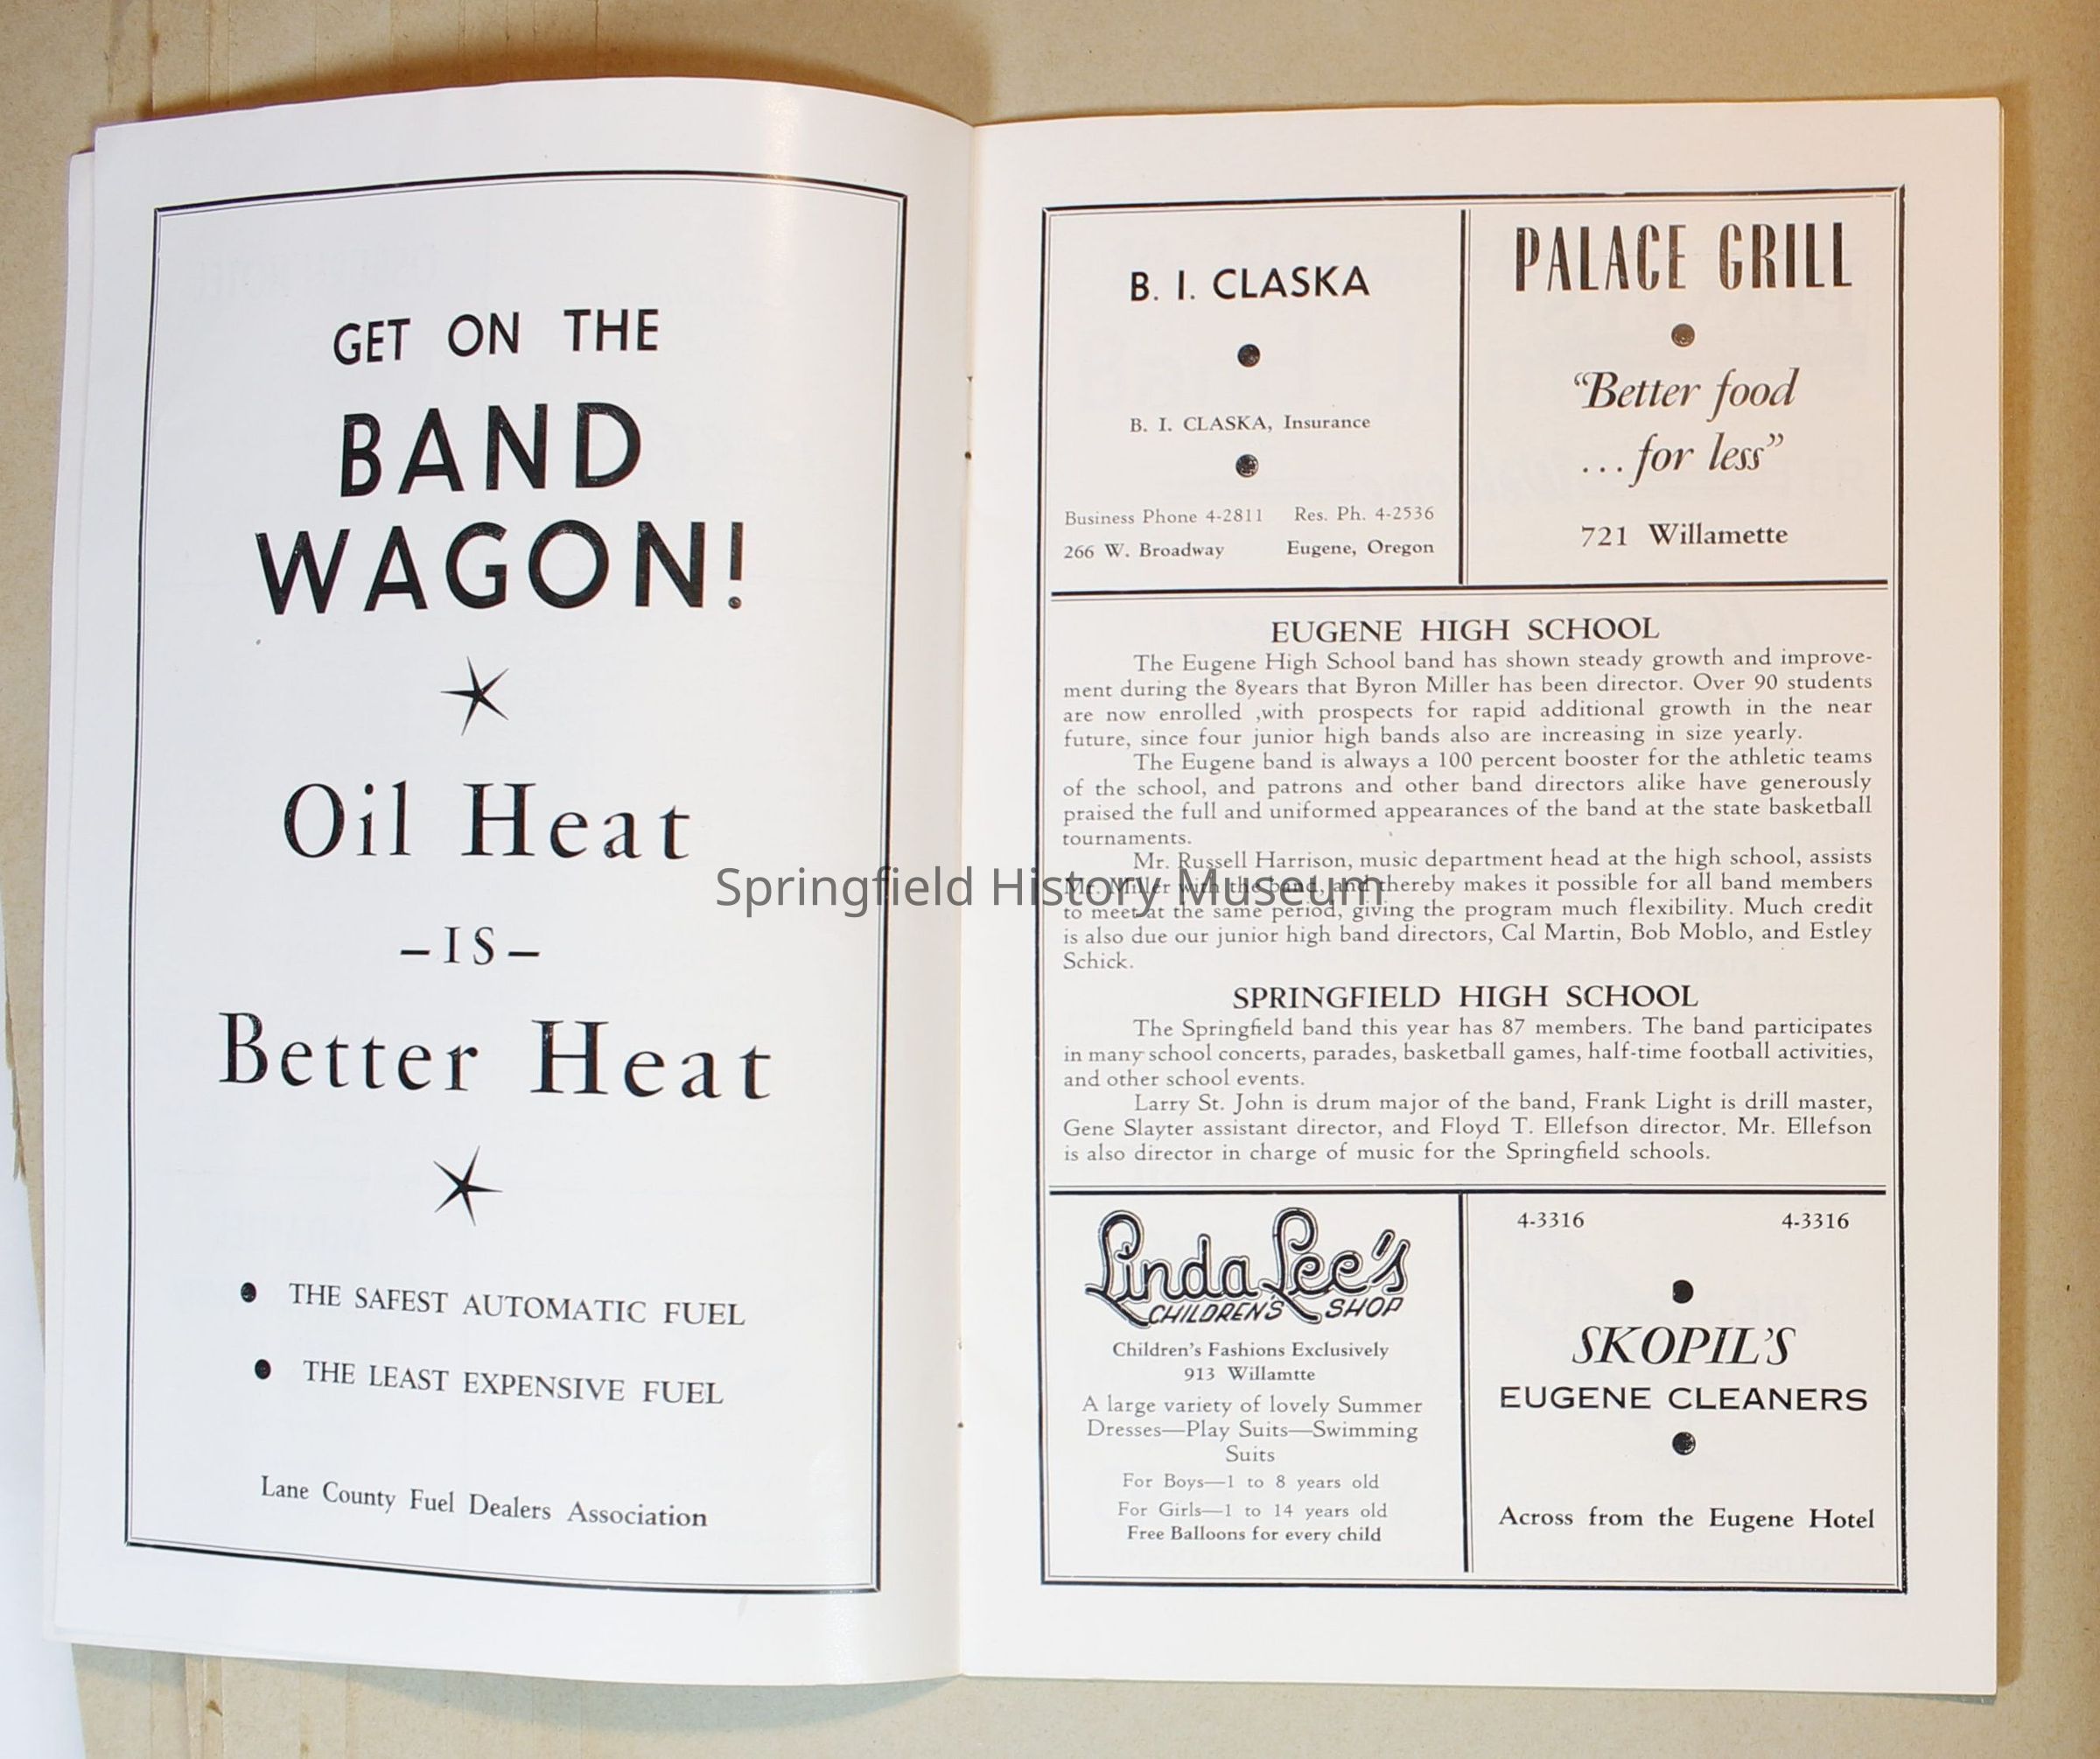 GET ON THE
BAND
WAGON!
Oil Heat
-IS-
Better Heat
● THE SAFEST AUTOMATIC FUEL
● THE LEAST EXPENSIVE FUEL
Lane County Fuel Dealers Association
B. I. CLASKA
B. I. CLASKA, Insurance
Business Phone 4-2811 Res. Ph. 4-2536
266 W. Broadway Eugene, Oregon
PALACE GRILL
"Better food
...for less"
721 Willamette
EUGENE HIGH SCHOOL
The Eugene High School band has shown steady growth and improve-
ment during the 8years that Byron Miller has been director. Over 90 students
are now enrolled ,with prospects for rapid additional growth in the near
future, since four junior high bands also are increasing in size yearly.
The Eugene band is always a 100 percent booster for the athletic teams
of the school, and patrons and other band directors alike have generously
praised the full and uniformed appearances of the band at the state basketball
tournaments.
Mr. Russell Harrison, music department head at the high school, assists
Mr. Miller with the band, and thereby makes it possible for all band members
to meet at the same period, giving the program much flexibility. Much credit
is also due our junior high band directors, Cal Martin, Bob Moblo, and Estley
Schick.
SPRINGFIELD HIGH SCHOOL
The Springfield band this year has 87 members. The band participates
in many school concerts, parades, basketball games, half-time football activities,
and other school events.
Larry St. John is drum major of the band, Frank Light is drill master,
Gene Slayter assistant director, and Floyd T. Ellefson director. Mr. Ellefson
is also director in charge of music for the Springfield schools.
Linda Lee's
CHILDREN'S SHOP
Children's Fashions Exclusively
913 Willamtte
A large variety of lovely Summer
Dresses—Play Suits—Swimming
Suits
For Boys—1 to 8 years old
For Girls—1 to 14 years old
Free Balloons for every child
4-3316 4-3316
SKOPIL'S
EUGENE CLEANERS
Across from the Eugene Hotel
Springfield History Museum